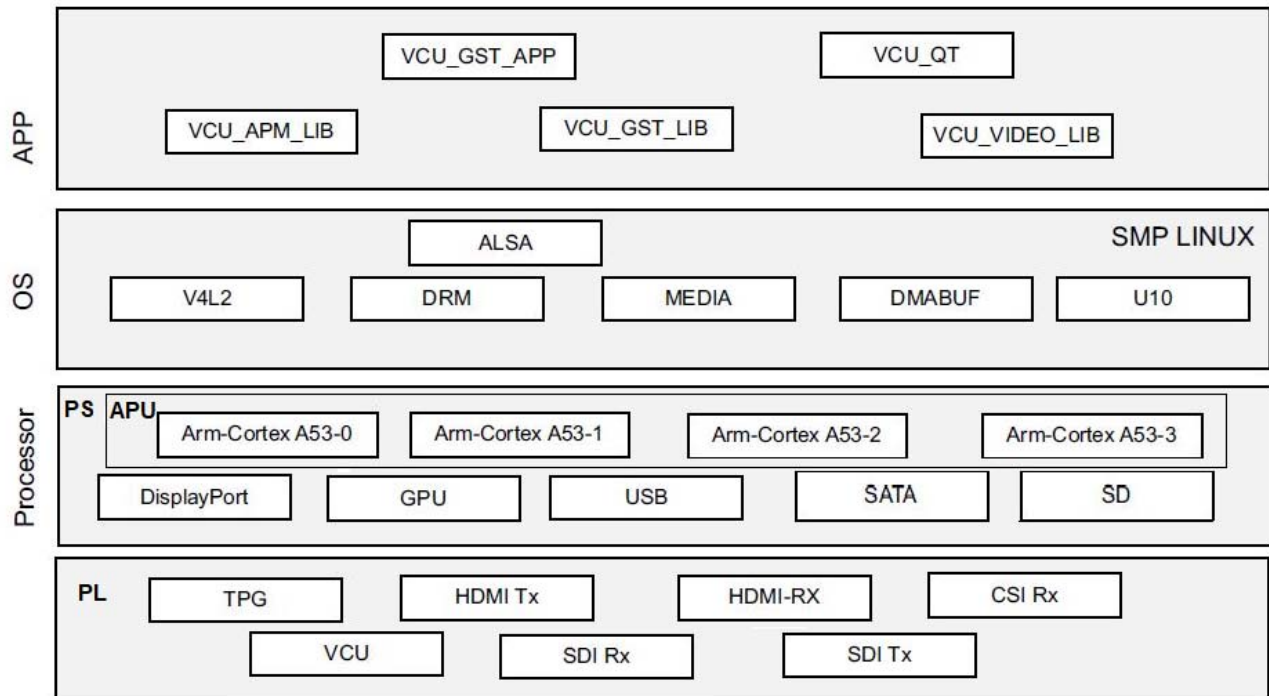 APP
VCU_GST_APP
VCU_QT
VCU_APM_LIB
VCU_GST_LIB
VCU_VIDEO_LIB
OS
SMP LINUX
ALSA
V4L2
DRM
MEDIA
DMABUF
U10
Processor
PS
APU
Arm-Cortex A53-0
Arm-Cortex A53-1
Arm-Cortex A53-2
Arm-Cortex A53-3
DisplayPort
GPU
USB
SATA
SD
PL
TPG
HDMI Tx
HDMI-RX
CSI Rx
VCU
SDI Rx
SDI Tx